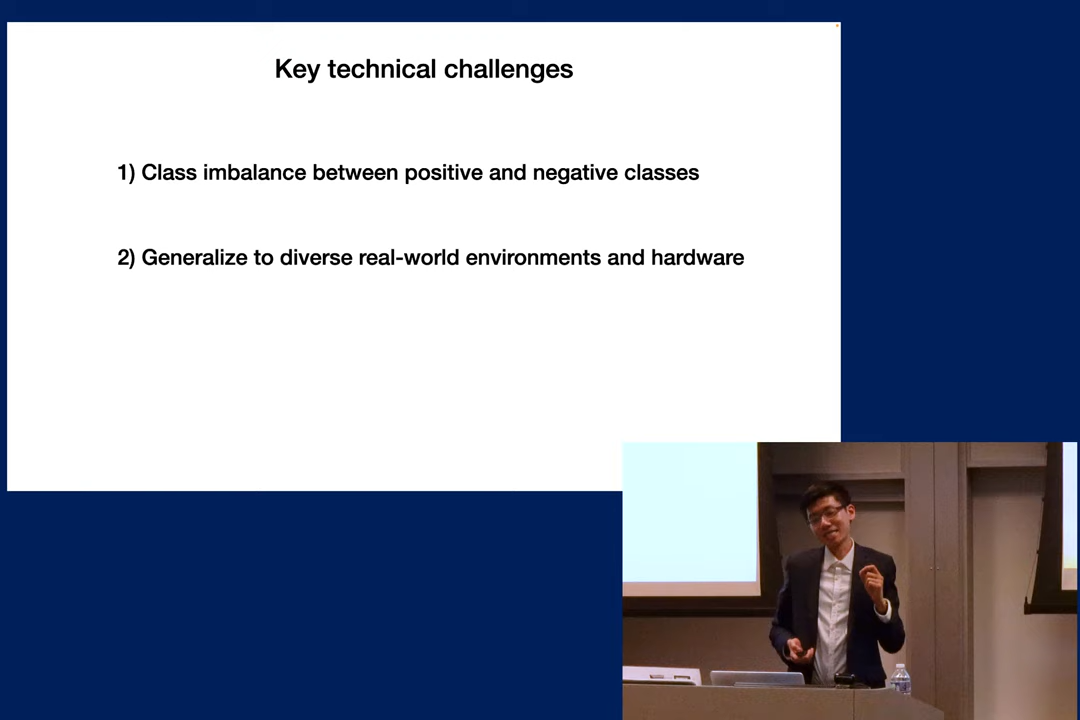 Key technical challenges
1) Class imbalance between positive and negative classes
2) Generalize to diverse real-world environments and hardware